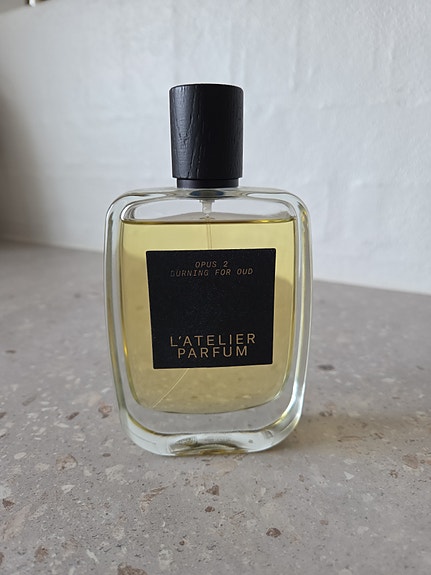 OPUS 2
BURNING FOR OUD
L'ATELIER
PARFUM